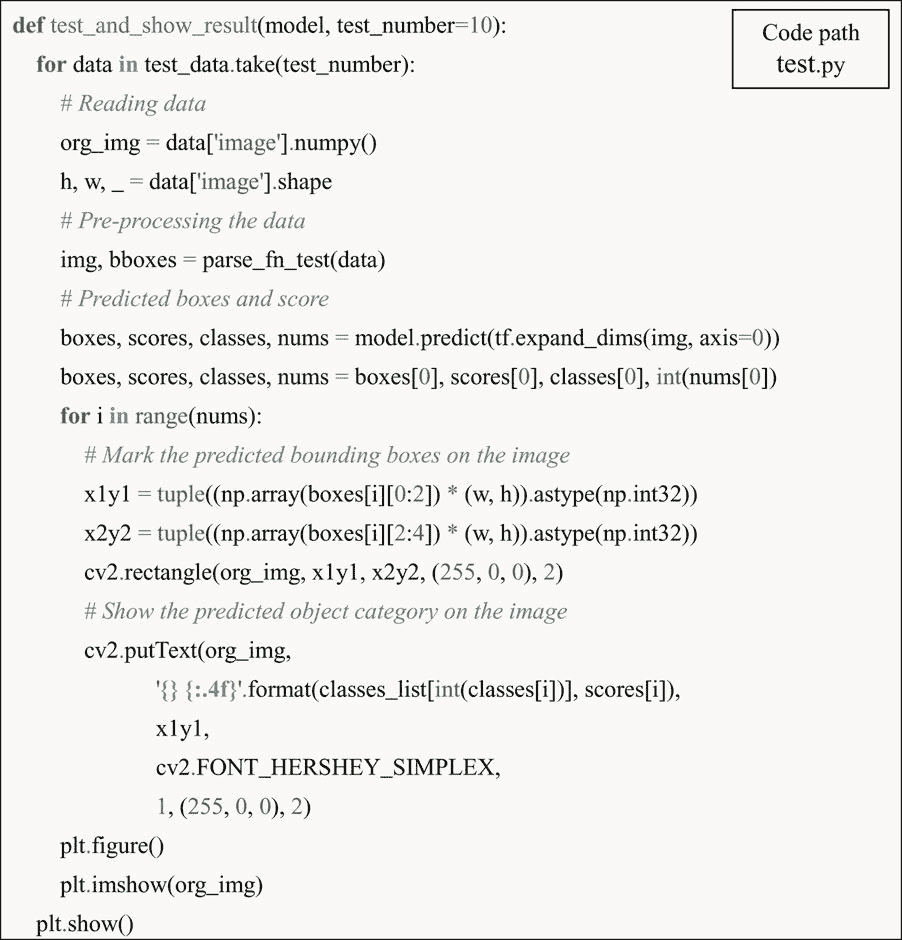 def test_and_show_result(model, test_number=10):
Code path
test.py
for data in test_data.take(test_number):
# Reading data
org_img = data['image'].numpy()
h, w, _ = data['image'].shape
# Pre-processing the data
img, bboxes = parse_fn_test(data)
# Predicted boxes and score
boxes, scores, classes, nums = model.predict(tf.expand_dims(img, axis=0))
boxes, scores, classes, nums = boxes[0], scores[0], classes[0], int(nums[0])
for i in range(nums):
# Mark the predicted bounding boxes on the image
x1y1 = tuple((np.array(boxes[i][0:2]) * (w, h)).astype(np.int32))
x2y2 = tuple((np.array(boxes[i][2:4]) * (w, h)).astype(np.int32))
cv2.rectangle(org_img, x1y1, x2y2, (255, 0, 0), 2)
# Show the predicted object category on the image
cv2.putText(org_img,
'{} {:.4f}'.format(classes_list[int(classes[i])], scores[i]),
x1y1,
cv2.FONT_HERSHEY_SIMPLEX,
1, (255, 0, 0), 2)
plt.figure()
plt.imshow(org_img)
plt.show()